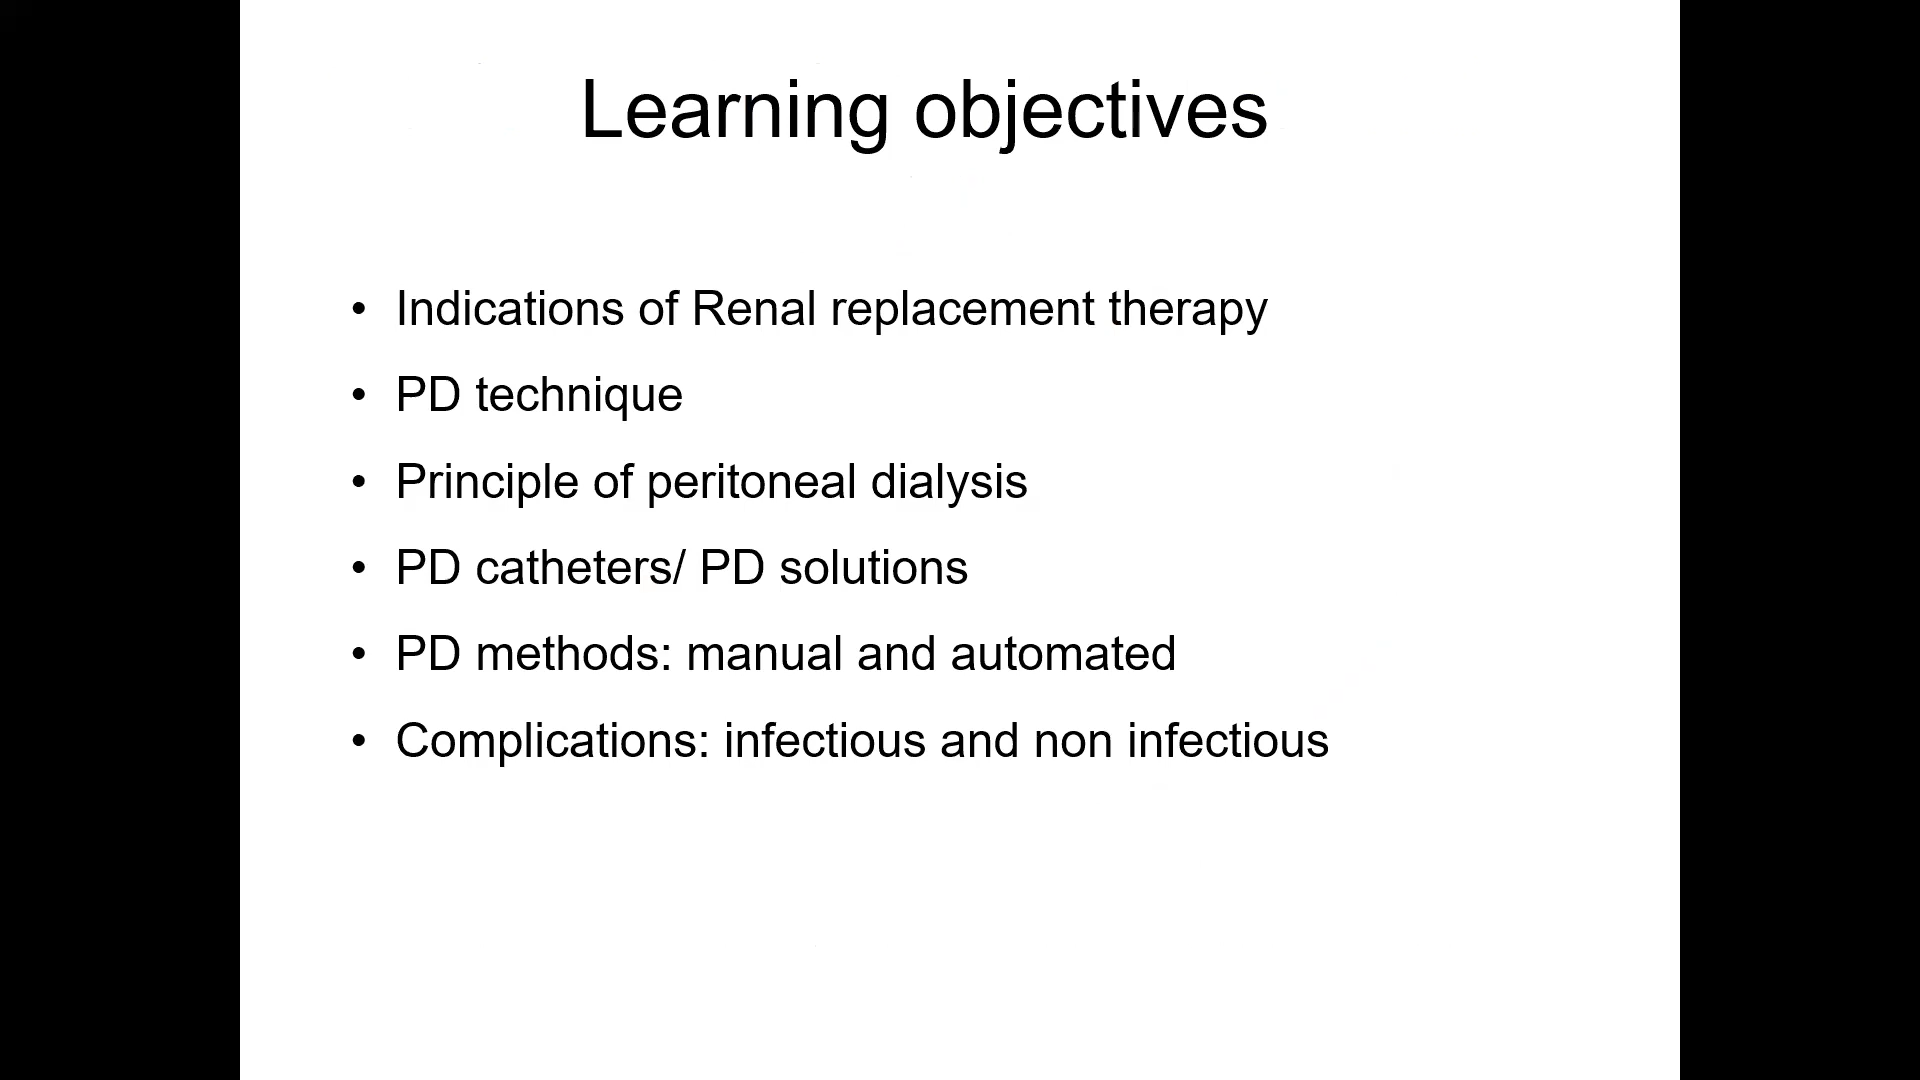 Learning objectives
• Indications of Renal replacement therapy
• PD technique
• Principle of peritoneal dialysis
• PD catheters/ PD solutions
• PD methods: manual and automated
• Complications: infectious and non infectious